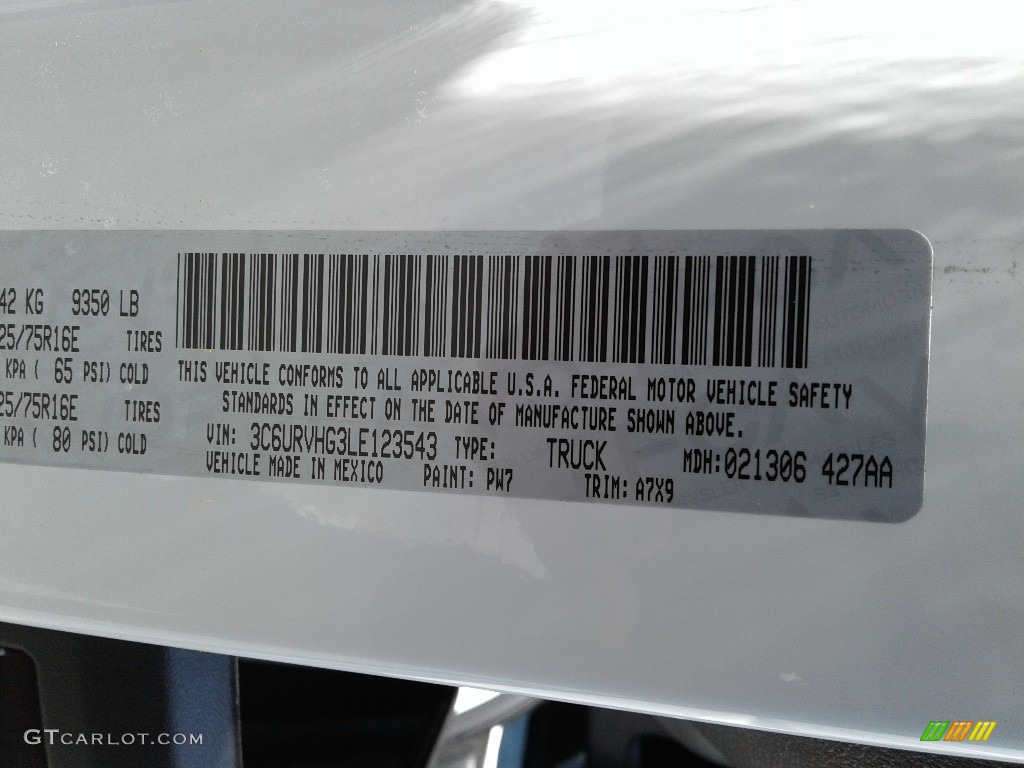 42 KG 9350 LB
25/75R16E TIRES
KPA ( 65 PSI) COLD
25/75R16E TIRES
KPA ( 80 PSI) COLD
THIS VEHICLE CONFORMS TO ALL APPLICABLE U.S.A. FEDERAL MOTOR VEHICLE SAFETY
STANDARDS IN EFFECT ON THE DATE OF MANUFACTURE SHOWN ABOVE.
VIN: 3C6URVHG3LE123543 TYPE: TRUCK MDH: 021306 427AA
VEHICLE MADE IN MEXICO PAINT: PW7 TRIM: A7X9
GTCARLOT.COM